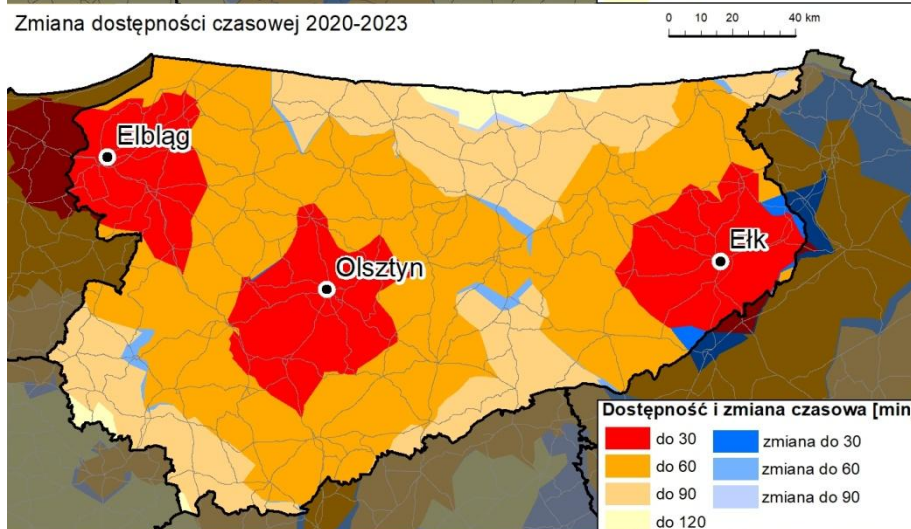 Zmiana dostępności czasowej 2020-2023
0 10 20 40 km
Elbląg
Ełk
Olsztyn
Dostępność i zmiana czasowa [min
do 30
zmiana do 30
do 60
zmiana do 60
do 90
zmiana do 90
do 120